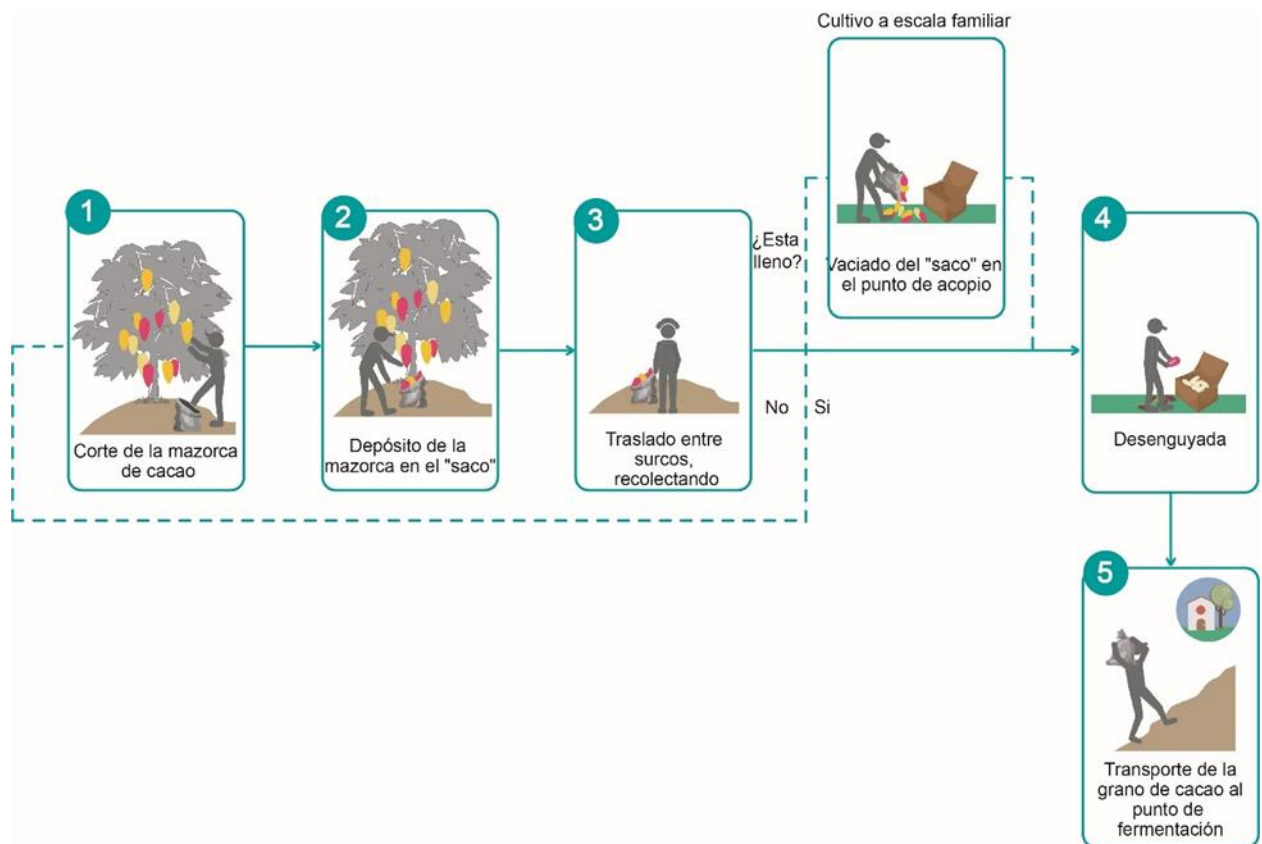 Cultivo a escala familiar
1
Corte de la mazorca
de cacao
2
Depósito de la
mazorca en el "saco"
3
Traslado entre
surcos,
recolectando
¿Esta
lleno?
No
Si
Vaciado del "saco" en
el punto de acopio
4
Desenguyada
5
Transporte de la
grano de cacao al
punto de
fermentación